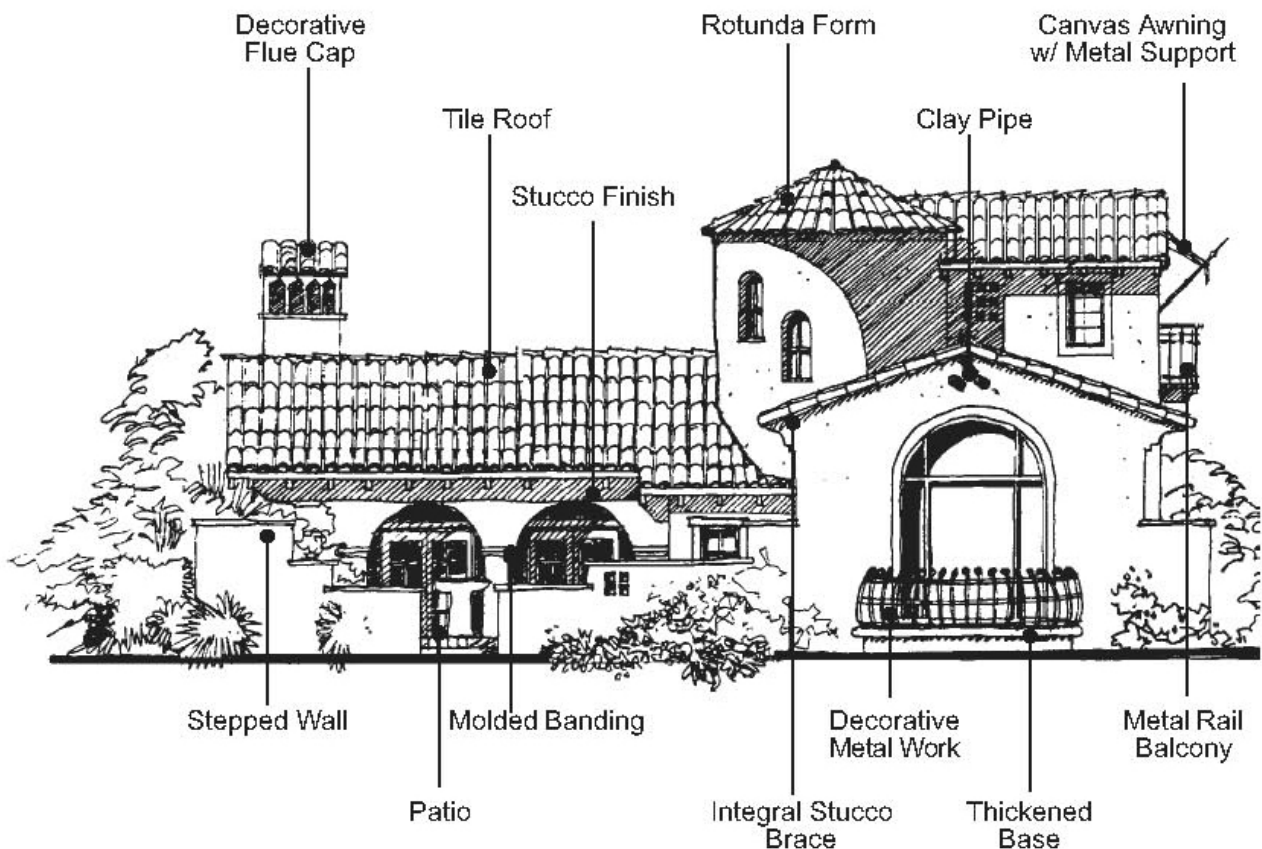 Decorative
Flue Cap
Rotunda Form
Canvas Awning
w/ Metal Support
Tile Roof
Clay Pipe
Stucco Finish
Stepped Wall
Molded Banding
Decorative
Metal Work
Metal Rail
Balcony
Patio
Integral Stucco
Brace
Thickened
Base